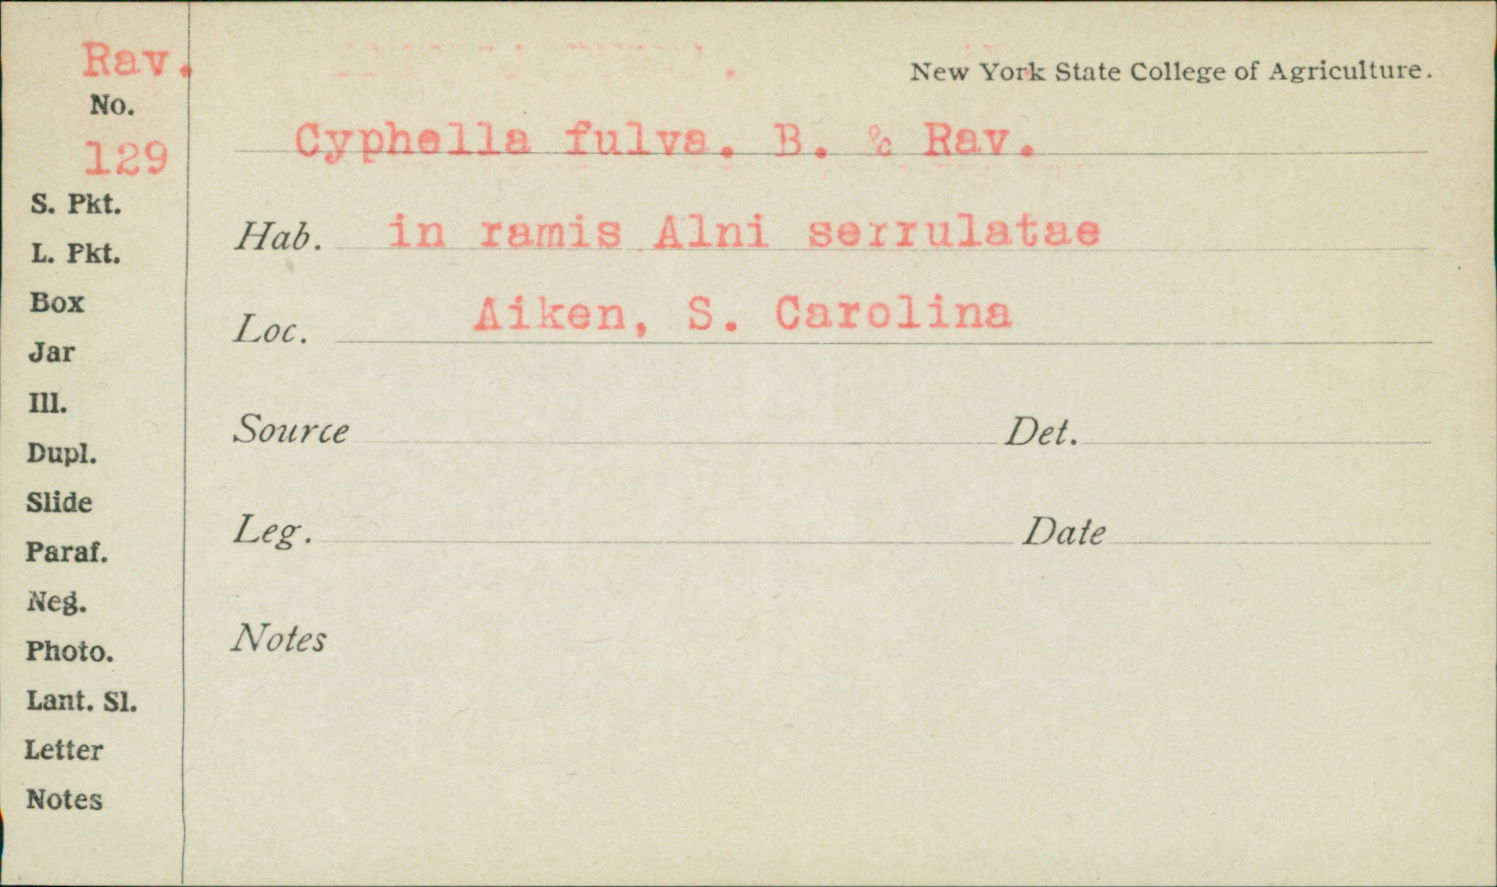 Rav.
No.
129
S. Pkt.
L. Pkt.
Box
Jar
Ill.
Dupl.
Slide
Paraf.
Neg.
Photo.
Lant. Sl.
Letter
Notes
New York State College of Agriculture.
Cyphella fulva. B. & Rav.
Hab. in ramis Alni serrulatae
Loc. Aiken, S. Carolina
Source Det.
Leg. Date
Notes